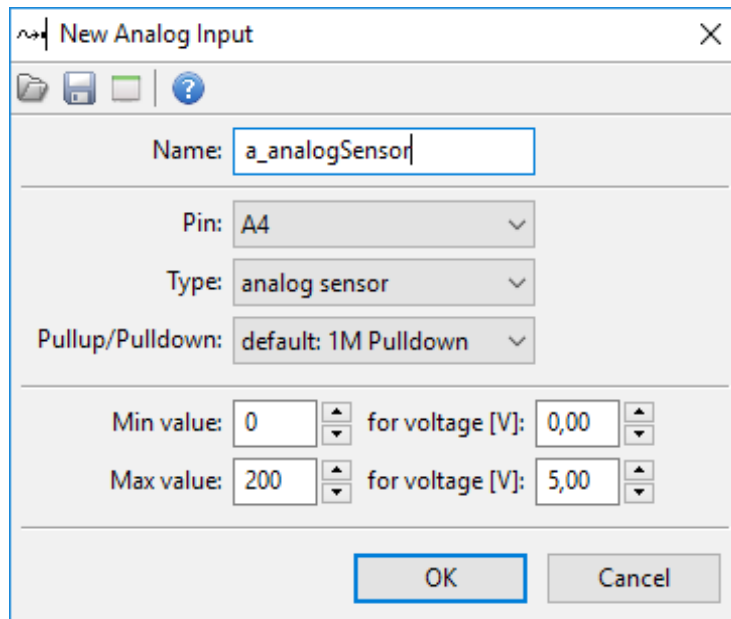 New Analog Input
Name: a_analogSensor
Pin: A4
Type: analog sensor
Pullup/Pulldown: default: 1M Pulldown
Min value: 0 for voltage [V]: 0,00
Max value: 200 for voltage [V]: 5,00
OK Cancel